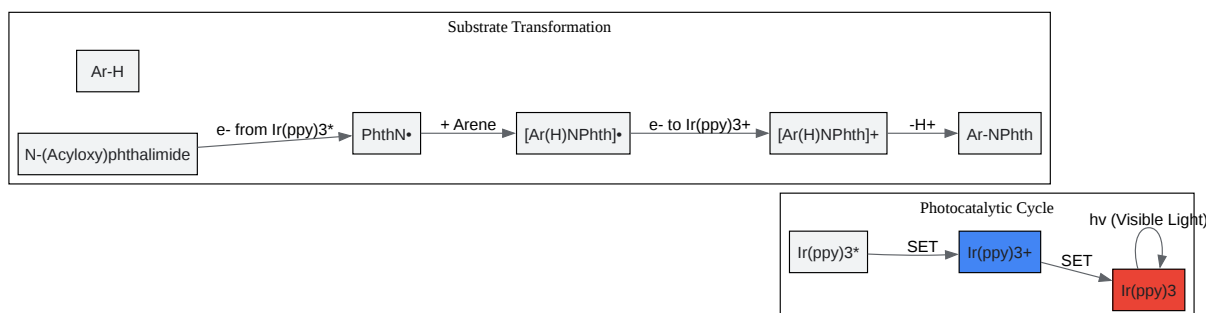 Substrate Transformation
Ar-H
N-(Acyloxy)phthalimide
e- from Ir(ppy)3*
PhthN•
+ Arene
[Ar(H)NPhth]•
e- to Ir(ppy)3+
[Ar(H)NPhth]+
-H+
Ar-NPhth
Photocatalytic Cycle
Ir(ppy)3*
SET
Ir(ppy)3+
SET
hν (Visible Light)
Ir(ppy)3